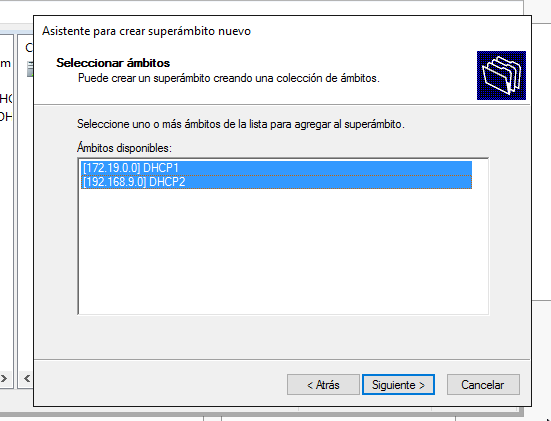 Asistente para crear superámbito nuevo
Seleccionar ámbitos
Puede crear un superámbito creando una colección de ámbitos.
Seleccione uno o más ámbitos de la lista para agregar al superámbito.
Ámbitos disponibles:
[172.19.0.0] DHCP1
[192.168.9.0] DHCP2
< Atrás
Siguiente >
Cancelar